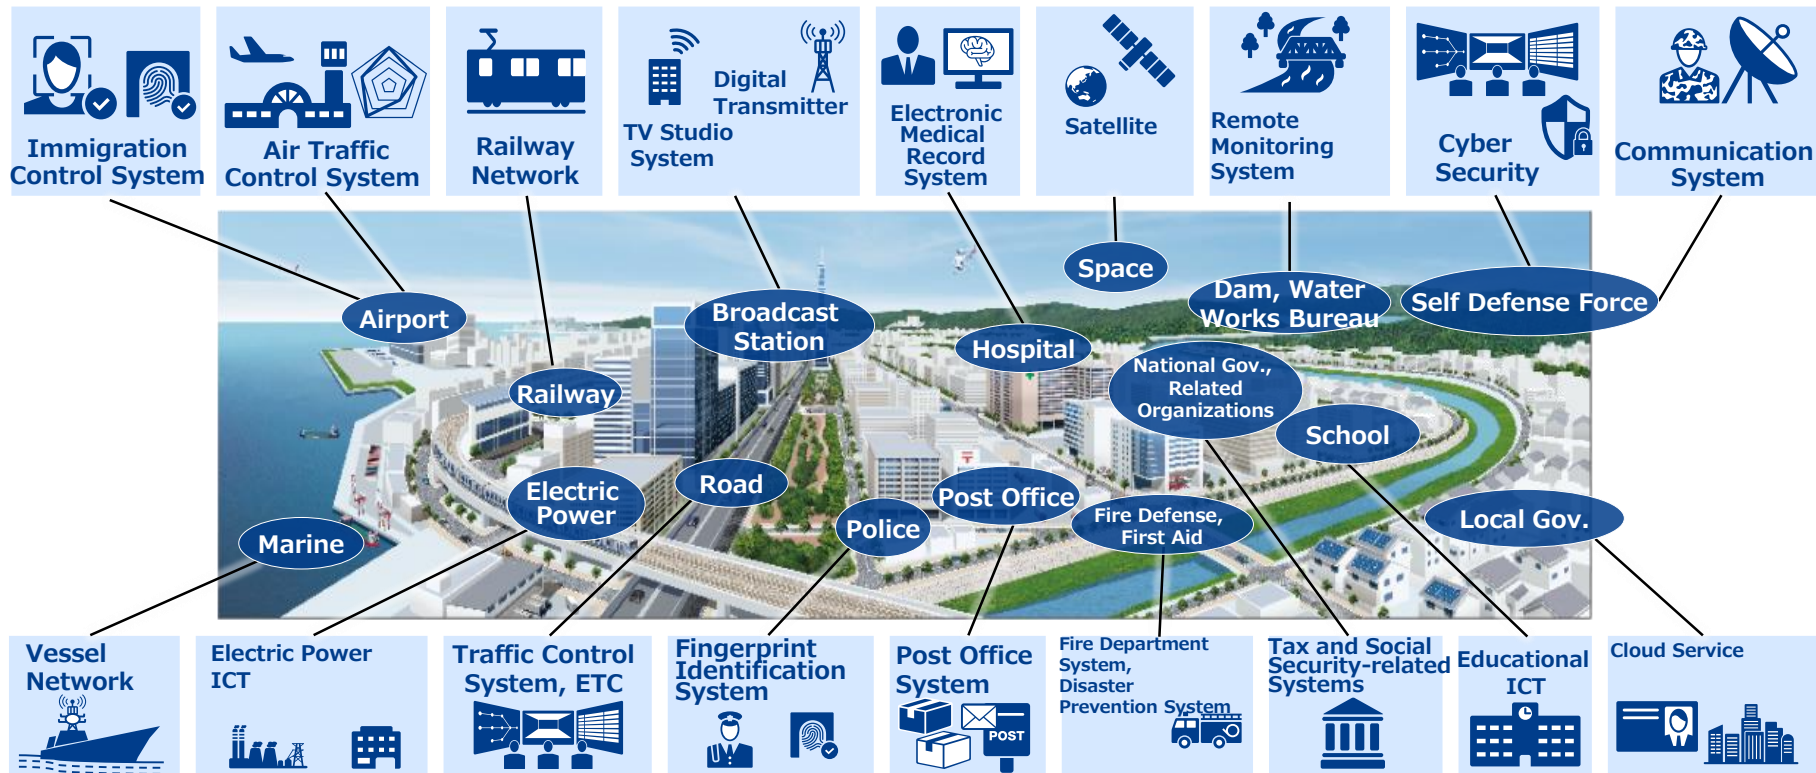 Immigration
Control System
Air Traffic
Control System
Railway
Network
Digital
Transmitter
TV Studio
System
Electronic
Medical
Record
System
Satellite
Remote
Monitoring
System
Cyber
Security
Communication
System
Space
Airport
Broadcast
Station
Dam, Water
Works Bureau
Self Defense Force
Hospital
Railway
National Gov.,
Related
Organizations
School
Electric
Power
Road
Post Office
Police
Fire Defense,
First Aid
Local Gov.
Marine
Vessel
Network
Electric Power
ICT
Traffic Control
System, ETC
Fingerprint
Identification
System
Post Office
System
POST
Fire Department
System,
Disaster
Prevention System
Tax and Social
Security-related
Systems
Educational
ICT
Cloud Service